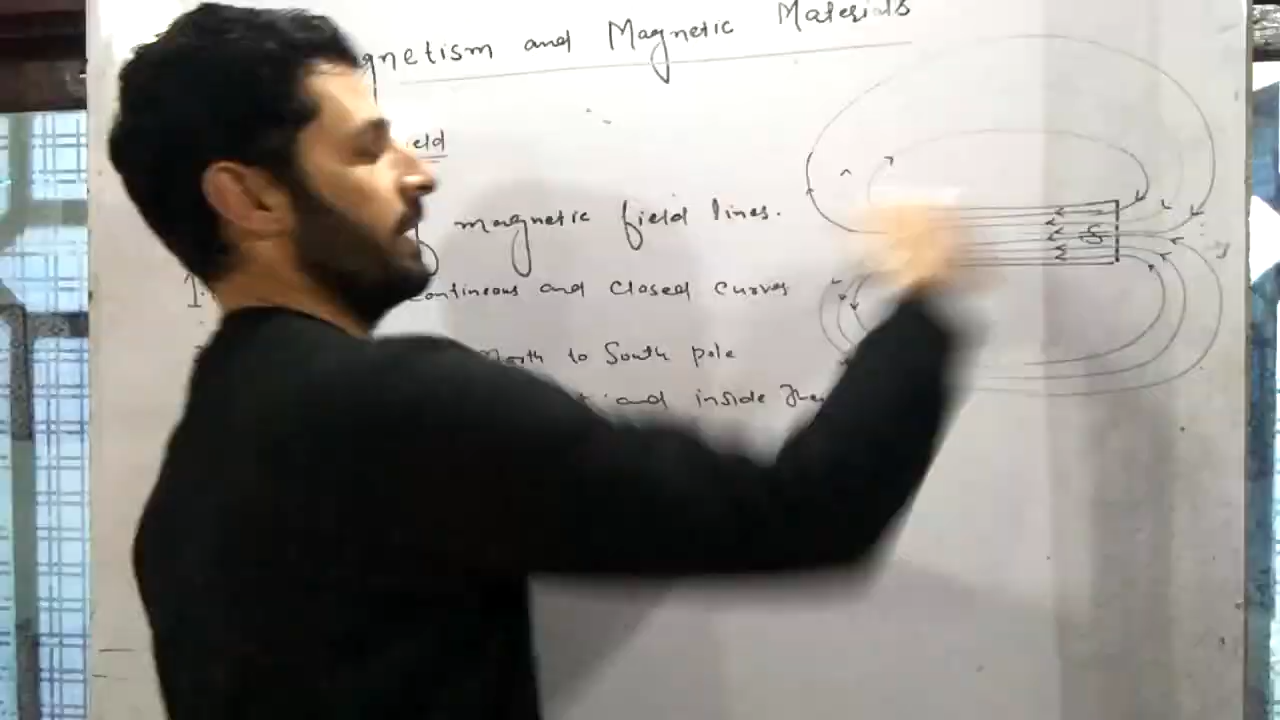 gnetism and Magnetic Materials
eld
magnetic field lines.
1. ontineous and closed curves
North to South pole
and inside the
S